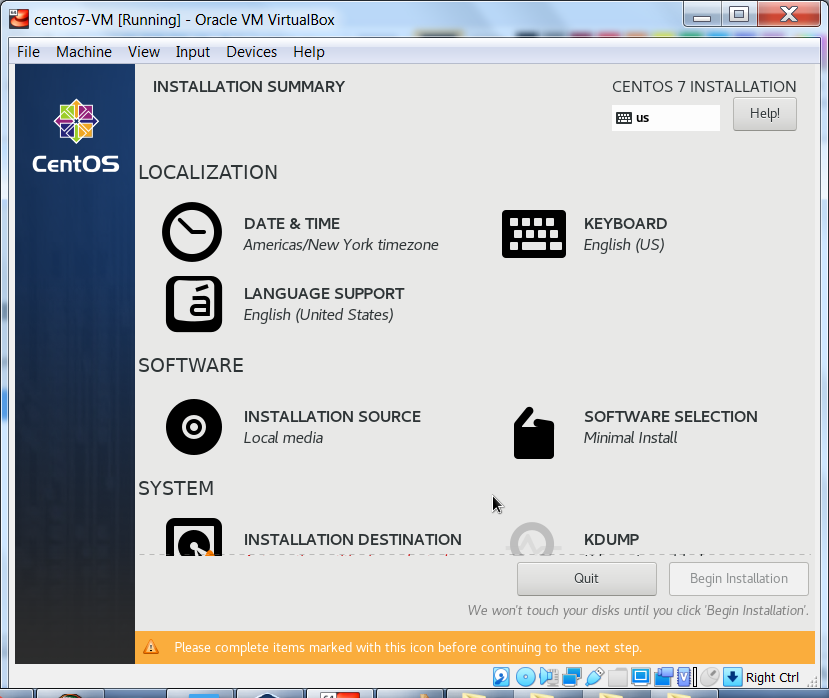 centos7-VM [Running] - Oracle VM VirtualBox
File Machine View Input Devices Help
INSTALLATION SUMMARY
CENTOS 7 INSTALLATION
us
Help!
CentOS
LOCALIZATION
DATE & TIME
Americas/New York timezone
KEYBOARD
English (US)
LANGUAGE SUPPORT
English (United States)
SOFTWARE
INSTALLATION SOURCE
Local media
SOFTWARE SELECTION
Minimal Install
SYSTEM
INSTALLATION DESTINATION
KDUMP
Quit
Begin Installation
We won't touch your disks until you click 'Begin Installation'.
Please complete items marked with this icon before continuing to the next step.
Right Ctrl